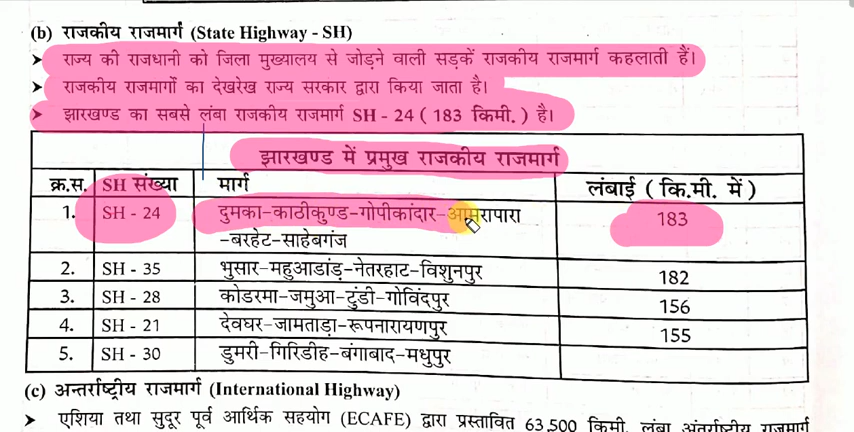 (b) राजकीय राजमार्ग (State Highway - SH)
➤ राज्य की राजधानी को जिला मुख्यालय से जोड़ने वाली सड़कें राजकीय राजमार्ग कहलाती हैं।
➤ राजकीय राजमार्गों का देखरेख राज्य सरकार द्वारा किया जाता है।
➤ झारखण्ड का सबसे लंबा राजकीय राजमार्ग SH - 24 ( 183 किमी. ) है।
झारखण्ड में प्रमुख राजकीय राजमार्ग
क्र.स. SH संख्या मार्ग लंबाई ( कि.मी. में )
1. SH - 24 दुमका-काठीकुण्ड-गोपीकांदार-आमरापारा 183
-बरहेट-साहेबगंज
2. SH - 35 भुसार-महुआडांड़-नेतरहाट-विशुनपुर 182
3. SH - 28 कोडरमा-जमुआ-टुंडी-गोविंदपुर 156
4. SH - 21 देवघर-जामताड़ा-रूपनारायणपुर 155
5. SH - 30 डुमरी-गिरिडीह-बंगाबाद-मधुपुर
(c) अन्तर्राष्ट्रीय राजमार्ग (International Highway)
➤ एशिया तथा सुदूर पूर्व आर्थिक सहयोग (ECAFE) द्वारा प्रस्तावित 63,500 किमी. लंबा अंतर्राष्ट्रीय राजमार्ग